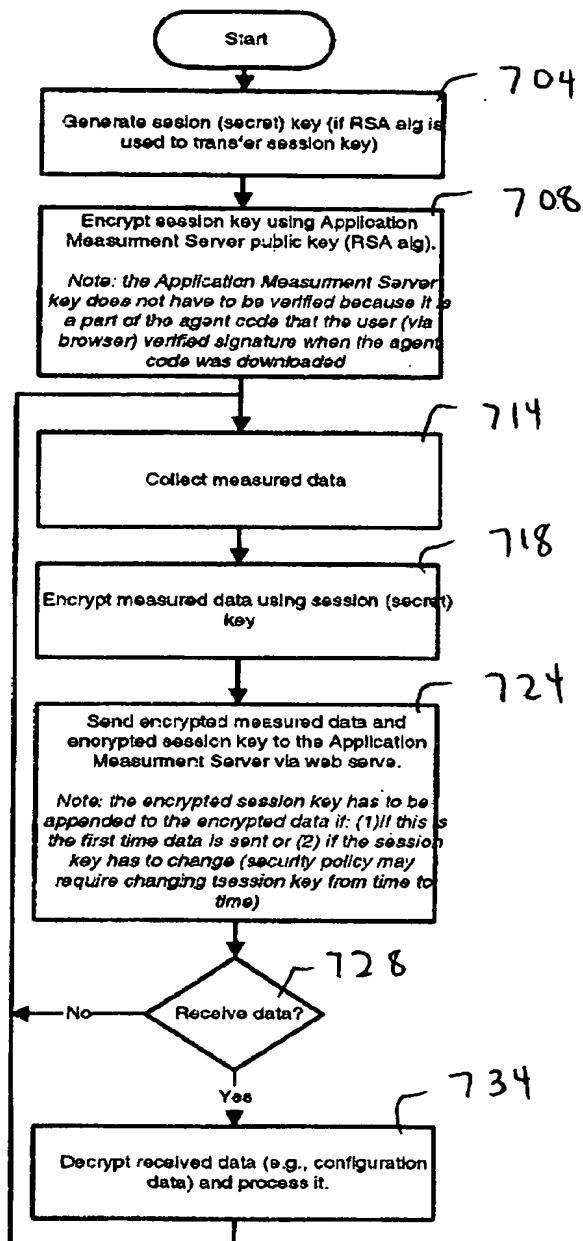 Start
704
Generate sesion (secret) key (if RSA alg is
used to transfer session key)
708
Encrypt session key using Application
Measurment Server public key (RSA alg).
Note: the Application Measurment Server
key does not have to be verified because it is
a part of the agent code that the user (via
browser) verified signature when the agent
code was downloaded
714
Collect measured data
718
Encrypt measured data using session (secret)
key
724
Send encrypted measured data and
encrypted session key to the Application
Measurment Server via web serve.
Note: the encrypted session key has to be
appended to the encrypted data if: (1)if this is
the first time data is sent or (2) if the session
key has to change (security policy may
require changing tsession key from time to
time)
728
Receive data?
No
Yes
734
Decrypt received data (e.g., configuration
data) and process it.